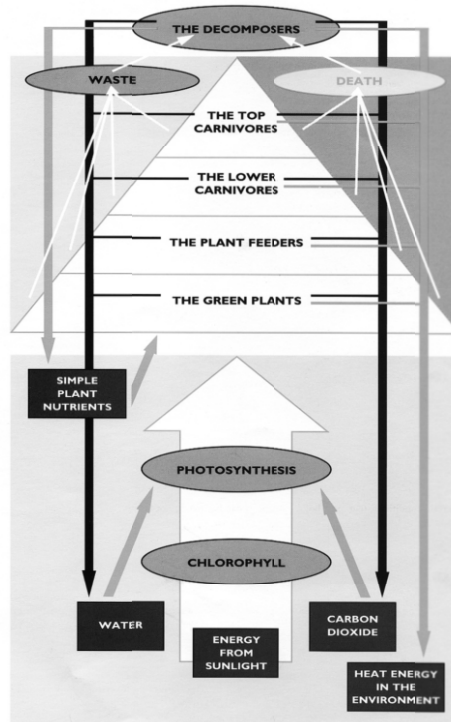 THE DECOMPOSERS
WASTE
DEATH
THE TOP
CARNIVORES
THE LOWER
CARNIVORES
THE PLANT FEEDERS
THE GREEN PLANTS
SIMPLE
PLANT
NUTRIENTS
PHOTOSYNTHESIS
CHLOROPHYLL
WATER
ENERGY
FROM
SUNLIGHT
CARBON
DIOXIDE
HEAT ENERGY
IN THE
ENVIRONMENT